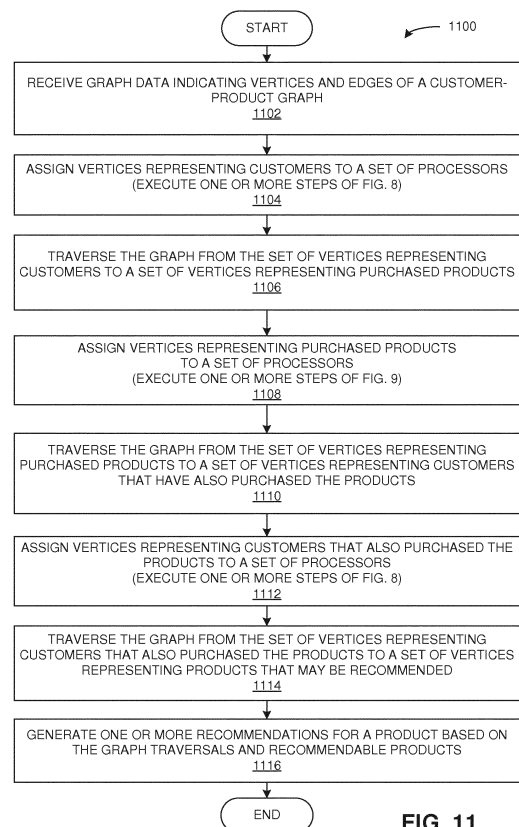 START
1100
RECEIVE GRAPH DATA INDICATING VERTICES AND EDGES OF A CUSTOMER-
PRODUCT GRAPH
1102
ASSIGN VERTICES REPRESENTING CUSTOMERS TO A SET OF PROCESSORS
(EXECUTE ONE OR MORE STEPS OF FIG. 8)
1104
TRAVERSE THE GRAPH FROM THE SET OF VERTICES REPRESENTING
CUSTOMERS TO A SET OF VERTICES REPRESENTING PURCHASED PRODUCTS
1106
ASSIGN VERTICES REPRESENTING PURCHASED PRODUCTS
TO A SET OF PROCESSORS
(EXECUTE ONE OR MORE STEPS OF FIG. 9)
1108
TRAVERSE THE GRAPH FROM THE SET OF VERTICES REPRESENTING
PURCHASED PRODUCTS TO A SET OF VERTICES REPRESENTING CUSTOMERS
THAT HAVE ALSO PURCHASED THE PRODUCTS
1110
ASSIGN VERTICES REPRESENTING CUSTOMERS THAT ALSO PURCHASED THE
PRODUCTS TO A SET OF PROCESSORS
(EXECUTE ONE OR MORE STEPS OF FIG. 8)
1112
TRAVERSE THE GRAPH FROM THE SET OF VERTICES REPRESENTING
CUSTOMERS THAT ALSO PURCHASED THE PRODUCTS TO A SET OF VERTICES
REPRESENTING PRODUCTS THAT MAY BE RECOMMENDED
1114
GENERATE ONE OR MORE RECOMMENDATIONS FOR A PRODUCT BASED ON
THE GRAPH TRAVERSALS AND RECOMMENDABLE PRODUCTS
1116
END
FIG. 11